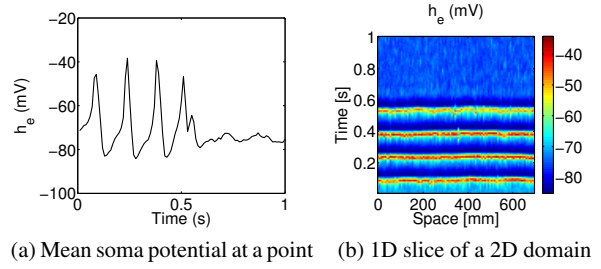 −20
−40
−60
−80
−100
0 0.5 1
Time (s)
h_e (mV)
(a) Mean soma potential at a point
h_e (mV)
1
0.8
0.6
0.4
0.2
0 200 400 600
Time [s]
Space [mm]
−40
−50
−60
−70
−80
(b) 1D slice of a 2D domain